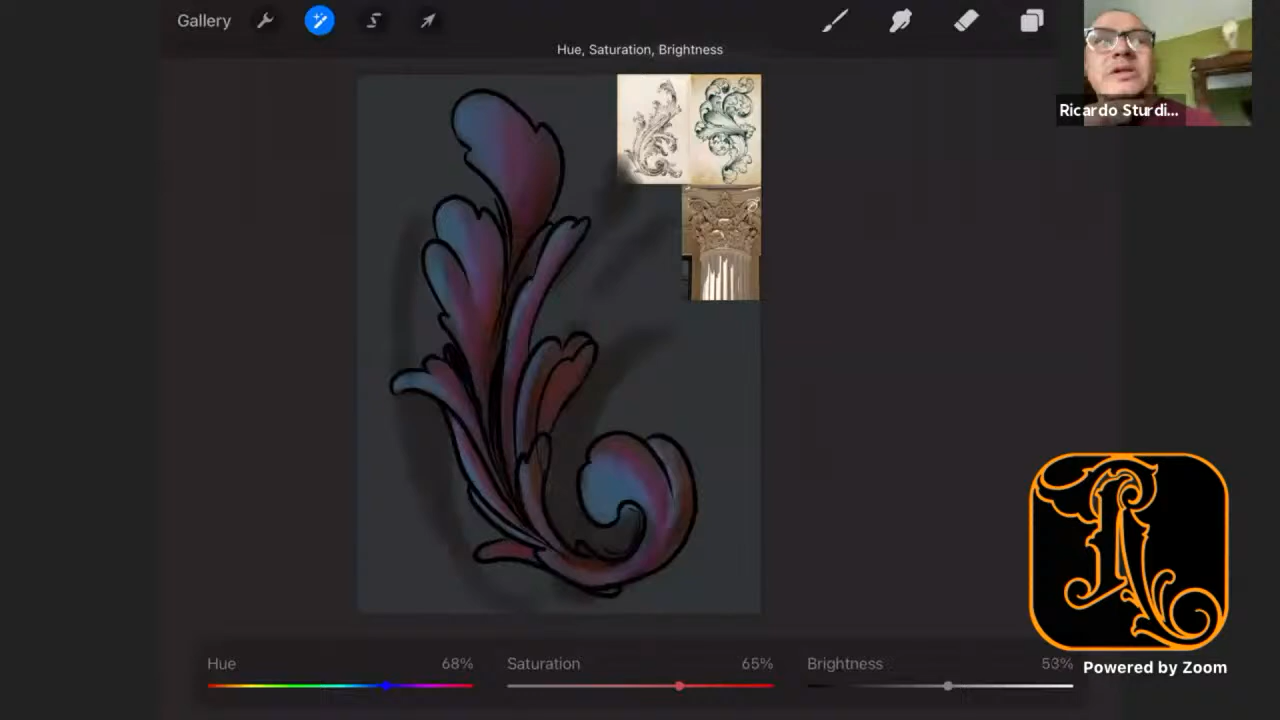 Gallery
Hue, Saturation, Brightness
Ricardo Sturdi...
Hue 68%
Saturation 65%
Brightness 53%
Powered by Zoom